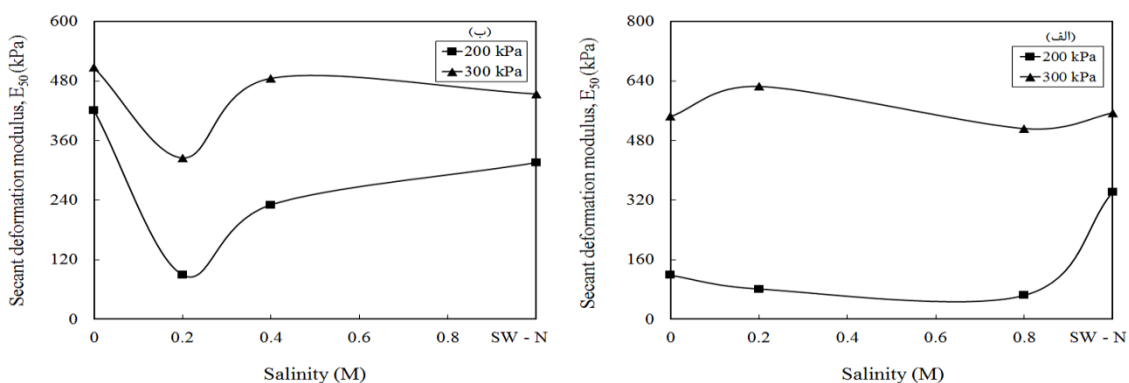 Secant deformation modulus, E₅₀ (kPa)
600
480
360
240
120
0
(ب)
200 kPa
300 kPa
0
0.2
0.4
0.6
0.8
SW - N
Salinity (M)
Secant deformation modulus, E₅₀ (kPa)
800
640
480
320
160
0
(الف)
200 kPa
300 kPa
0
0.2
0.4
0.6
0.8
SW - N
Salinity (M)